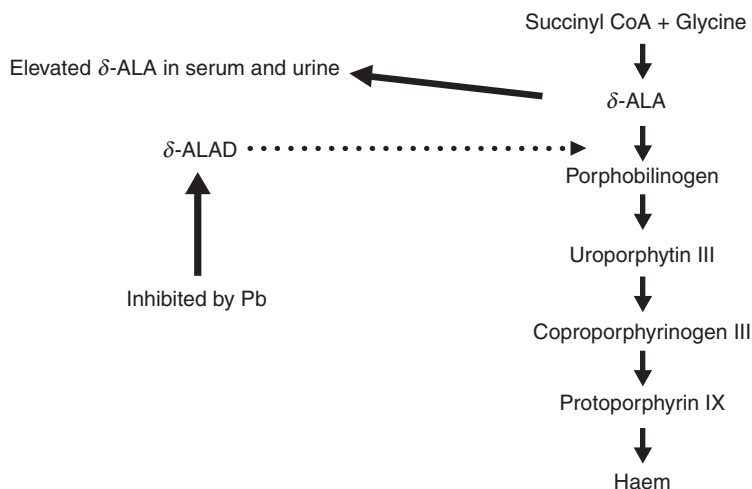 Succinyl CoA + Glycine
Elevated δ-ALA in serum and urine
δ-ALA
δ-ALAD
Porphobilinogen
Uroporphytin III
Inhibited by Pb
Coproporphyrinogen III
Protoporphyrin IX
Haem